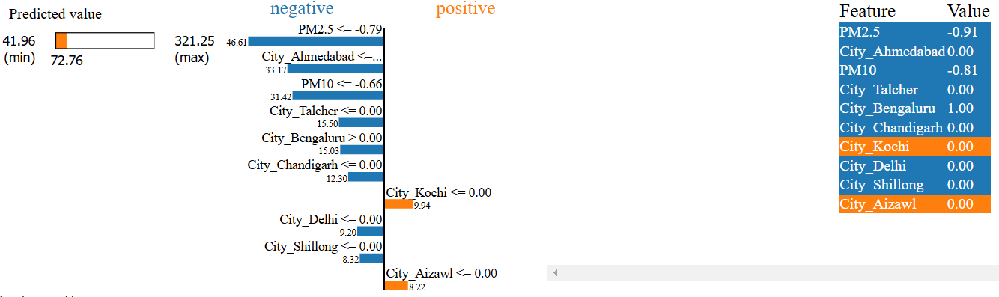 Predicted value
41.96
(min)
72.76
321.25
(max)
negative
positive
PM2.5 <= -0.79
46.61
City_Ahmedabad <=...
33.17
PM10 <= -0.66
31.42
City_Talcher <= 0.00
15.50
City_Bengaluru > 0.00
15.03
City_Chandigarh <= 0.00
12.30
City_Kochi <= 0.00
9.94
City_Delhi <= 0.00
9.20
City_Shillong <= 0.00
8.32
City_Aizawl <= 0.00
8.22
Feature Value
PM2.5 -0.91
City_Ahmedabad 0.00
PM10 -0.81
City_Talcher 0.00
City_Bengaluru 1.00
City_Chandigarh 0.00
City_Kochi 0.00
City_Delhi 0.00
City_Shillong 0.00
City_Aizawl 0.00